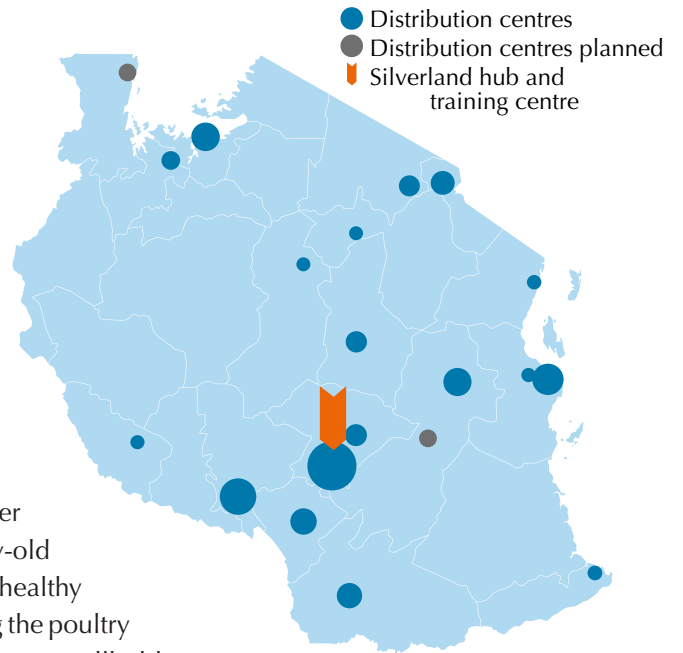 Distribution centres
Distribution centres planned
Silverland hub and
training centre
er
y-old
healthy
g the poultry